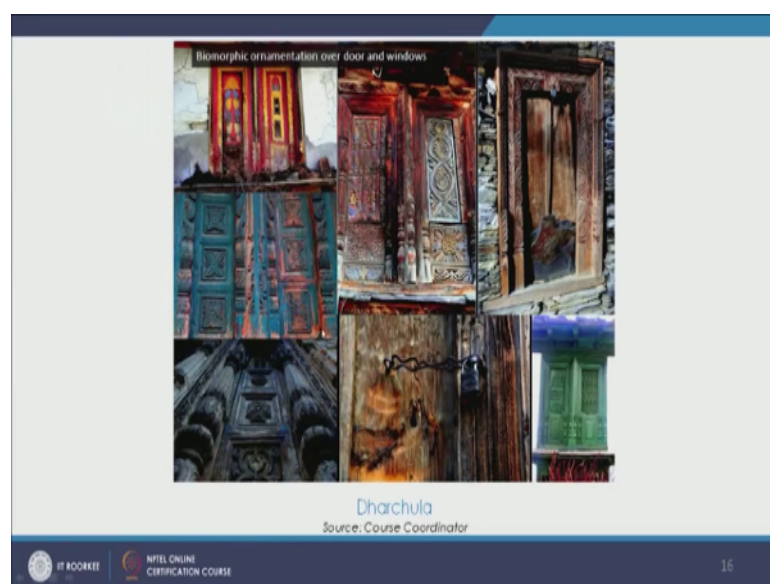 Biomorphic ornamentation over door and windows
Dharchula
Source: Course Coordinator
IIT ROORKEE
NPTEL ONLINE
CERTIFICATION COURSE
16